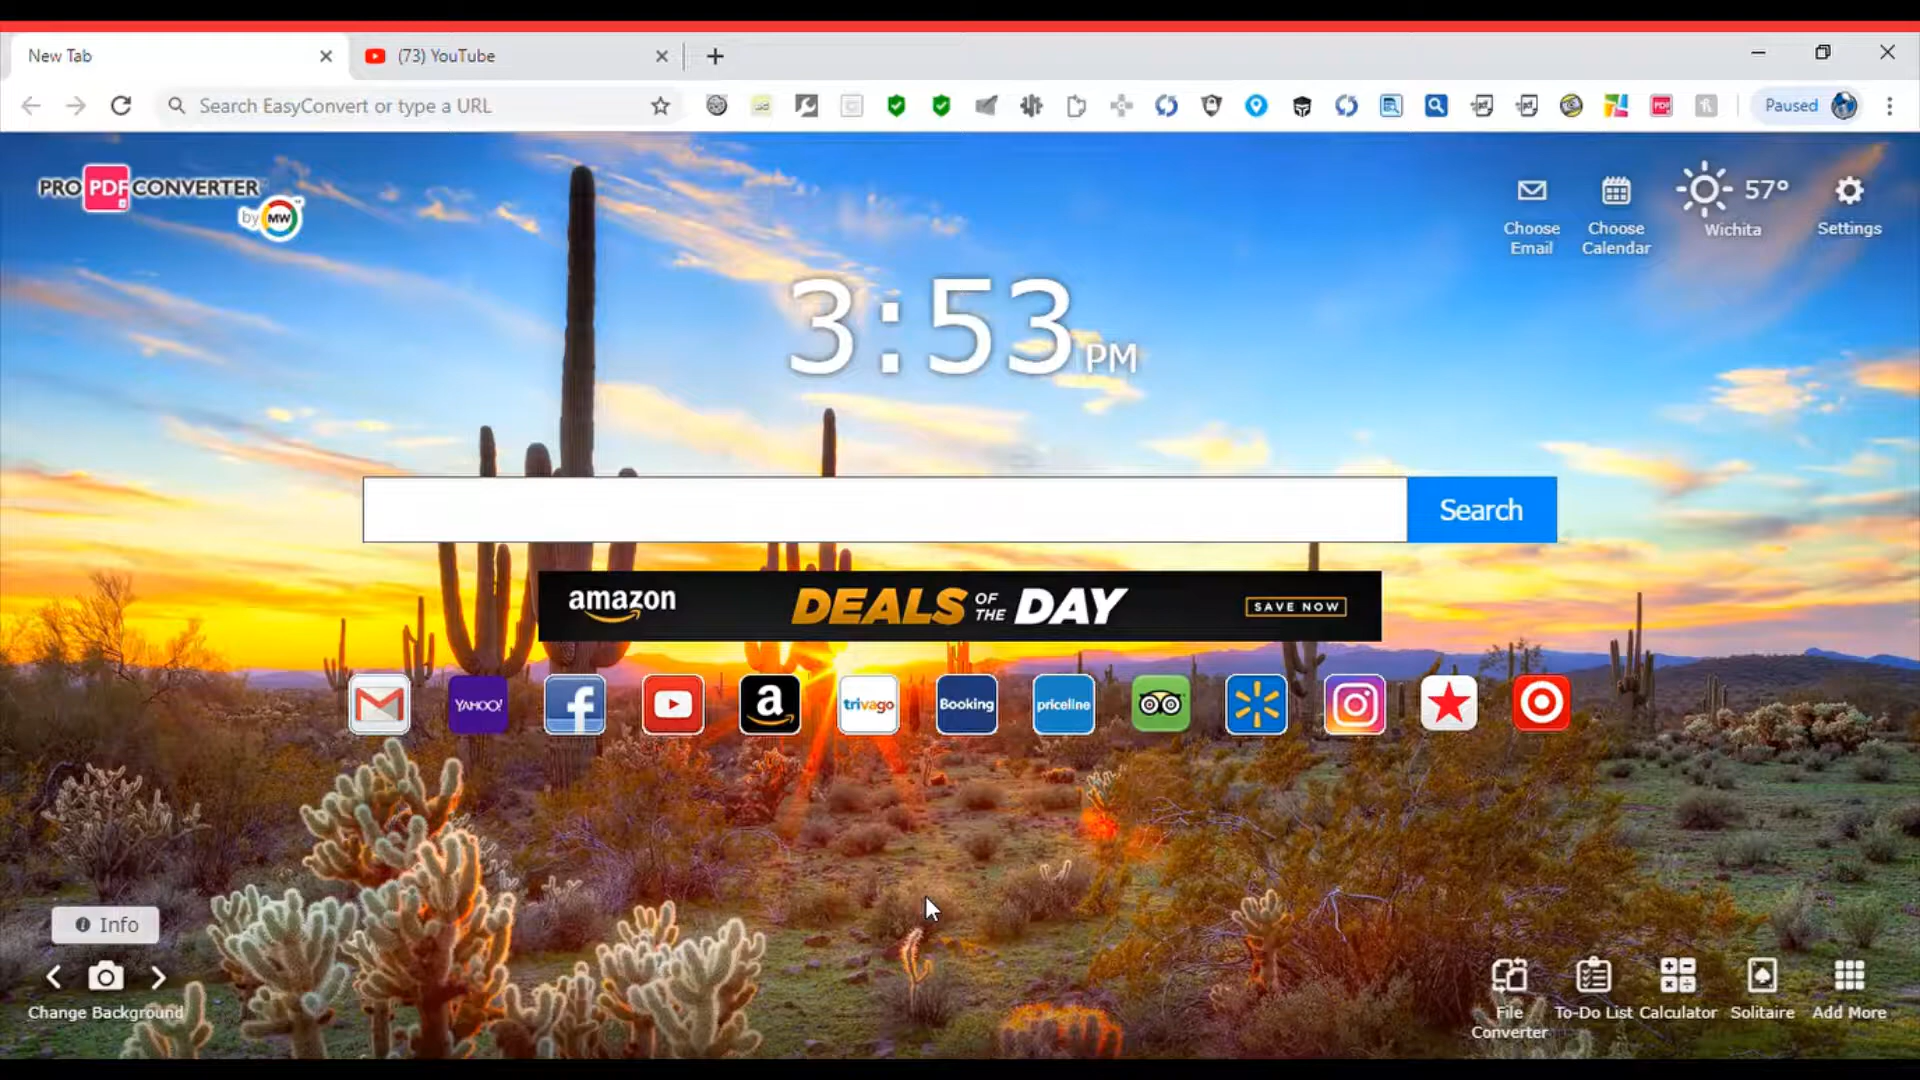 New Tab
(73) YouTube
Search EasyConvert or type a URL
Paused
PRO PDF CONVERTER
by MW
Choose Email
Choose Calendar
57°
Wichita
Settings
3:53 PM
Search
amazon DEALS OF THE DAY SAVE NOW
YAHOO!
trivago
Booking
priceline
Info
Change Background
File Converter
To-Do List
Calculator
Solitaire
Add More